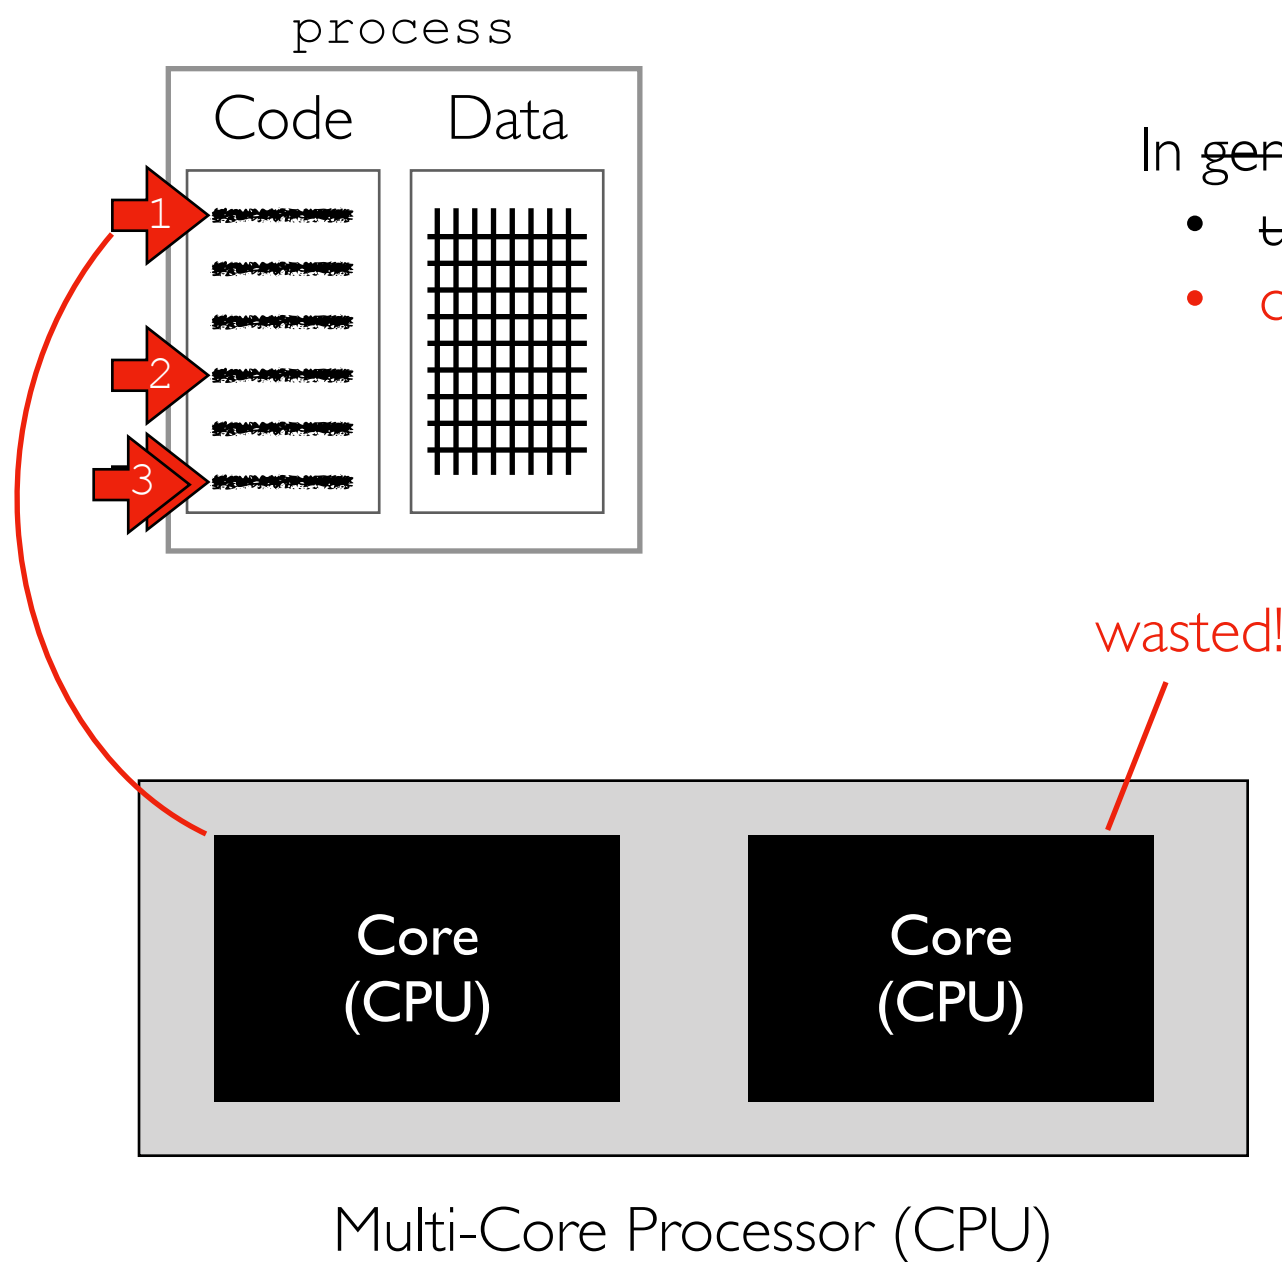 process
Code Data
1
2
3
In
wasted!
Core
(CPU)
Core
(CPU)
Multi-Core Processor (CPU)